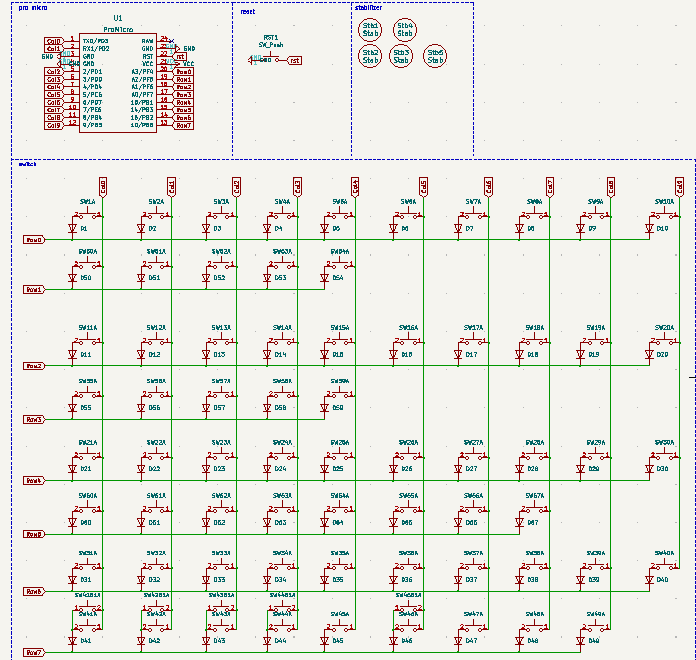 pro micro
reset
stabilizer
U1
ProMicro
TX0/PD3
RX1/PD2
GND
GND
2/PD1
3/PD0
4/PD4
5/PC6
6/PD7
7/PE6
8/PB4
9/PB5
RAW
GND
RST
VCC
A3/PF4
A2/PF5
A1/PF6
A0/PF7
15/PB1
14/PB3
16/PB2
10/PB6
Col0
Col1
Col2
Col3
Col4
Col5
Col6
Col7
Col8
Col9
GND
rst
VCC
Row0
Row1
Row2
Row3
Row4
Row5
Row6
Row7
RST1
SW_Push
rst
Stb1 Stab
Stb4 Stab
Stb2 Stab
Stb3 Stab
Stb5 Stab
switch
Col0 Col1 Col2 Col3 Col4 Col5 Col6 Col7 Col8 Col9
SW1A SW2A SW3A SW4A SW5A SW6A SW7A SW8A SW9A SW10A
D1 D2 D3 D4 D5 D6 D7 D8 D9 D10
Row0
SW50A SW51A SW52A SW53A SW54A
D50 D51 D52 D53 D54
Row1
SW11A SW12A SW13A SW14A SW15A SW16A SW17A SW18A SW19A SW20A
D11 D12 D13 D14 D15 D16 D17 D18 D19 D20
Row2
SW55A SW56A SW57A SW58A SW59A
D55 D56 D57 D58 D59
Row3
SW21A SW22A SW23A SW24A SW25A SW26A SW27A SW28A SW29A SW30A
D21 D22 D23 D24 D25 D26 D27 D28 D29 D30
Row4
SW60A SW61A SW62A SW63A SW64A SW65A SW66A SW67A
D60 D61 D62 D63 D64 D65 D66 D67
Row5
SW31A SW32A SW33A SW34A SW35A SW36A SW37A SW38A SW39A SW40A
D31 D32 D33 D34 D35 D36 D37 D38 D39 D40
Row6
SW41A SW42A SW43A SW44A SW45A SW46A SW47A SW48A SW49A
D41 D42 D43 D44 D45 D46 D47 D48 D49
Row7